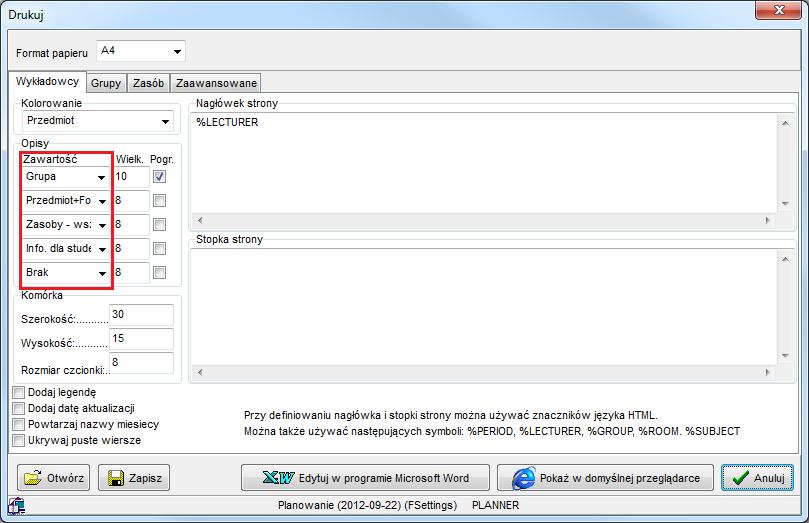 Drukuj
Format papieru A4
Wykładowcy Grupy Zasób Zaawansowane
Kolorowanie
Przedmiot
Opisy
Zawartość Wielk. Pogr.
Grupa 10
Przedmiot+Fo 8
Zasoby - wsz 8
Info. dla stude 8
Brak 8
Komórka
Szerokość:........... 30
Wysokość:........... 15
Rozmiar czcionki:.. 8
Dodaj legendę
Dodaj datę aktualizacji
Powtarzaj nazwy miesiecy
Ukrywaj puste wiersze
Nagłówek strony
%LECTURER
Stopka strony
Przy definiowaniu nagłówka i stopki strony można używać znaczników języka HTML.
Można także używać następujących symboli: %PERIOD, %LECTURER, %GROUP, %ROOM. %SUBJECT
Otwórz Zapisz XW Edytuj w programie Microsoft Word Pokaż w domyślnej przeglądarce Anuluj
Planowanie (2012-09-22) (FSettings) PLANNER